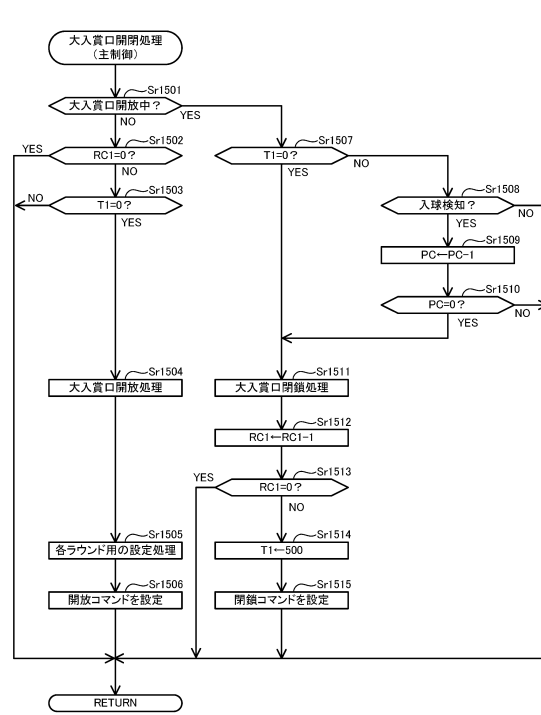 大入賞口開閉処理
（主制御）
Sr1501
大入賞口開放中？
YES
NO
Sr1502
YES
RC1=0？
NO
Sr1503
NO
T1=0？
YES
Sr1507
T1=0？
NO
YES
Sr1508
入球検知？
NO
YES
Sr1509
PC←PC-1
Sr1510
PC=0？
NO
YES
Sr1504
大入賞口開放処理
Sr1511
大入賞口閉鎖処理
Sr1512
RC1←RC1-1
Sr1513
YES
RC1=0？
NO
Sr1505
各ラウンド用の設定処理
Sr1514
T1←500
Sr1506
開放コマンドを設定
Sr1515
閉鎖コマンドを設定
RETURN